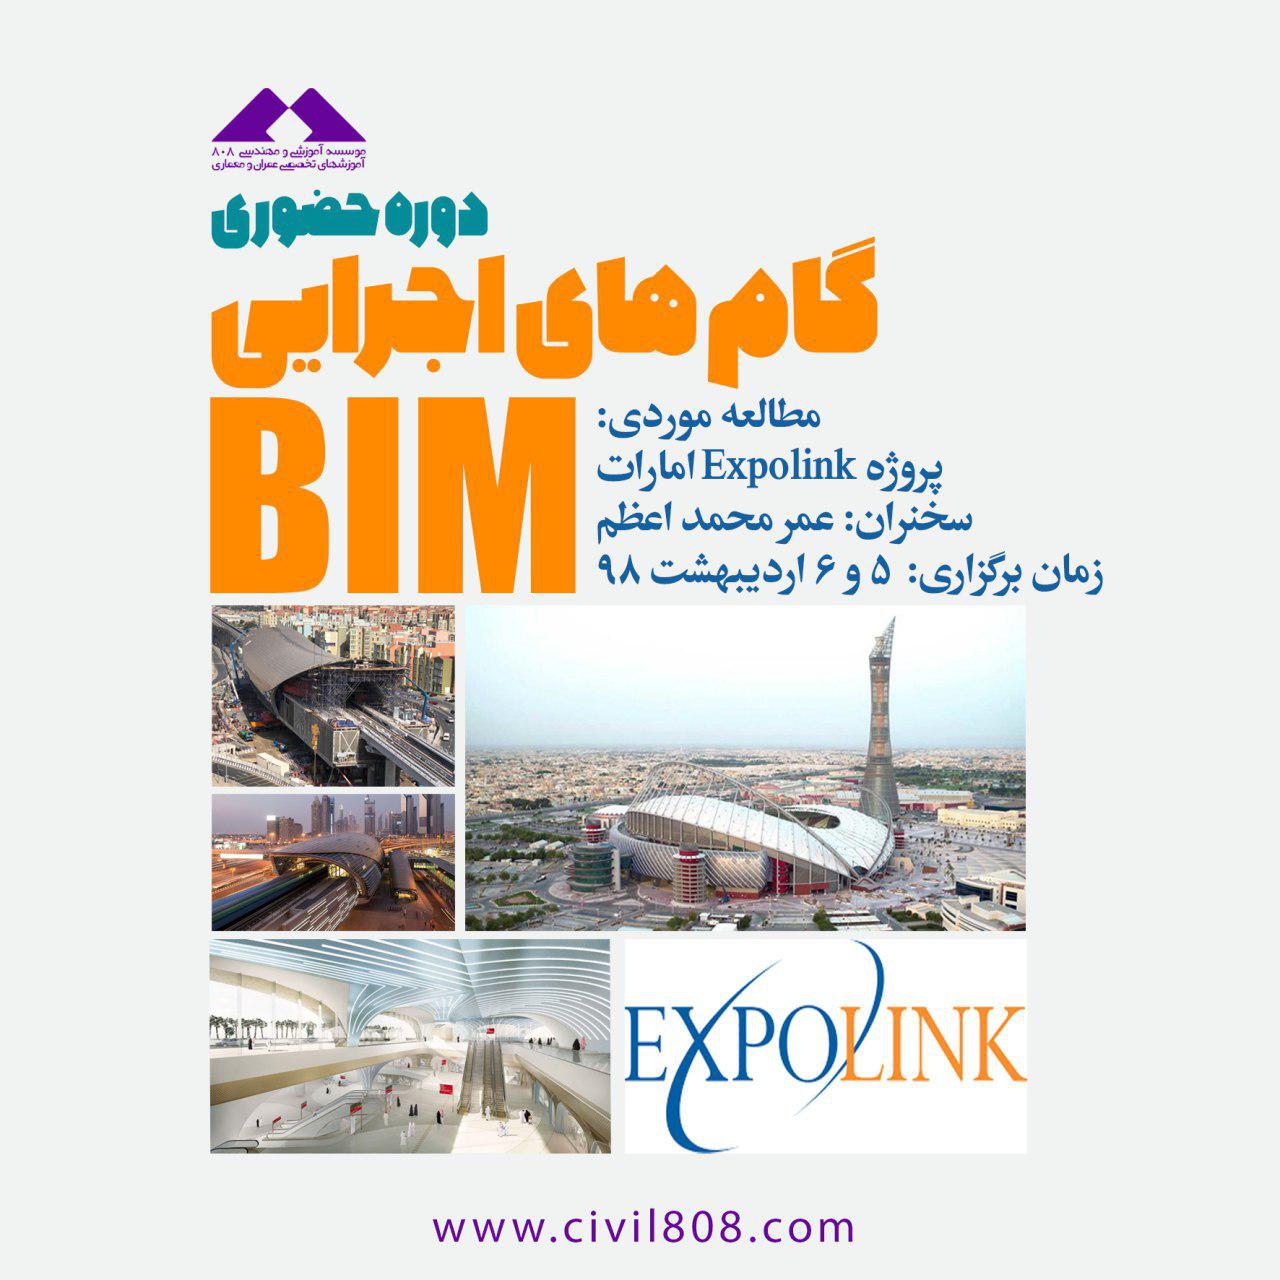 موسسه آموزشی و مهندسی ۸۰۸
آموزشهای تخصصی عمران و معماری
دوره حضوری
گام های اجرایی
BIM
مطالعه موردی:
پروژه Expolink امارات
سخنران: عمر محمد اعظم
زمان برگزاری: ۵ و ۶ اردیبهشت ۹۸
EXPOLINK
www.civil808.com